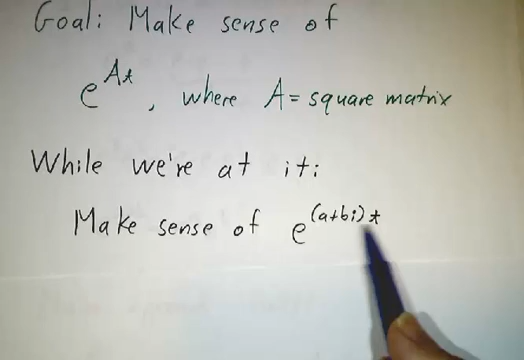 Goal: Make sense of
e^{At}, where A = square matrix
While we're at it:
Make sense of e^{(a+bi)t}